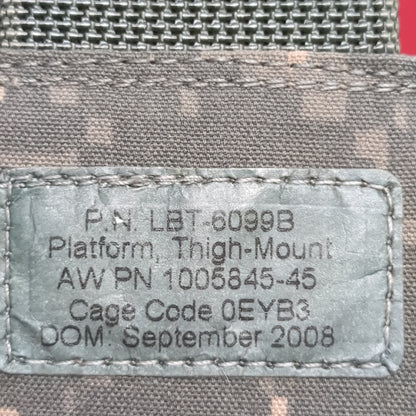 P.N. LBT-6099B
Platform, Thigh-Mount
AW PN 1005845-45
Cage Code 0EYB3
DOM: September 2008